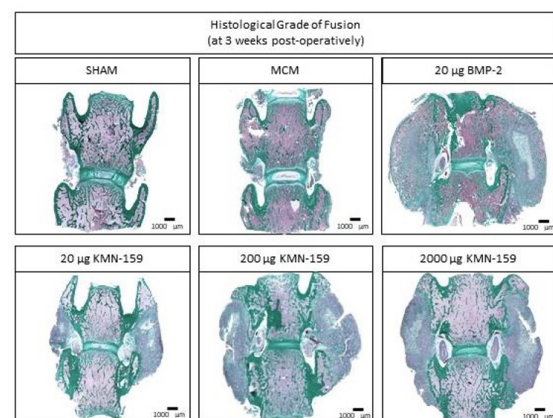 Histological Grade of Fusion
(at 3 weeks post-operatively)
SHAM
MCM
20 µg BMP-2
1000 µm
1000 µm
1000 µm
20 µg KMN-159
200 µg KMN-159
2000 µg KMN-159
1000 µm
1000 µm
1000 µm